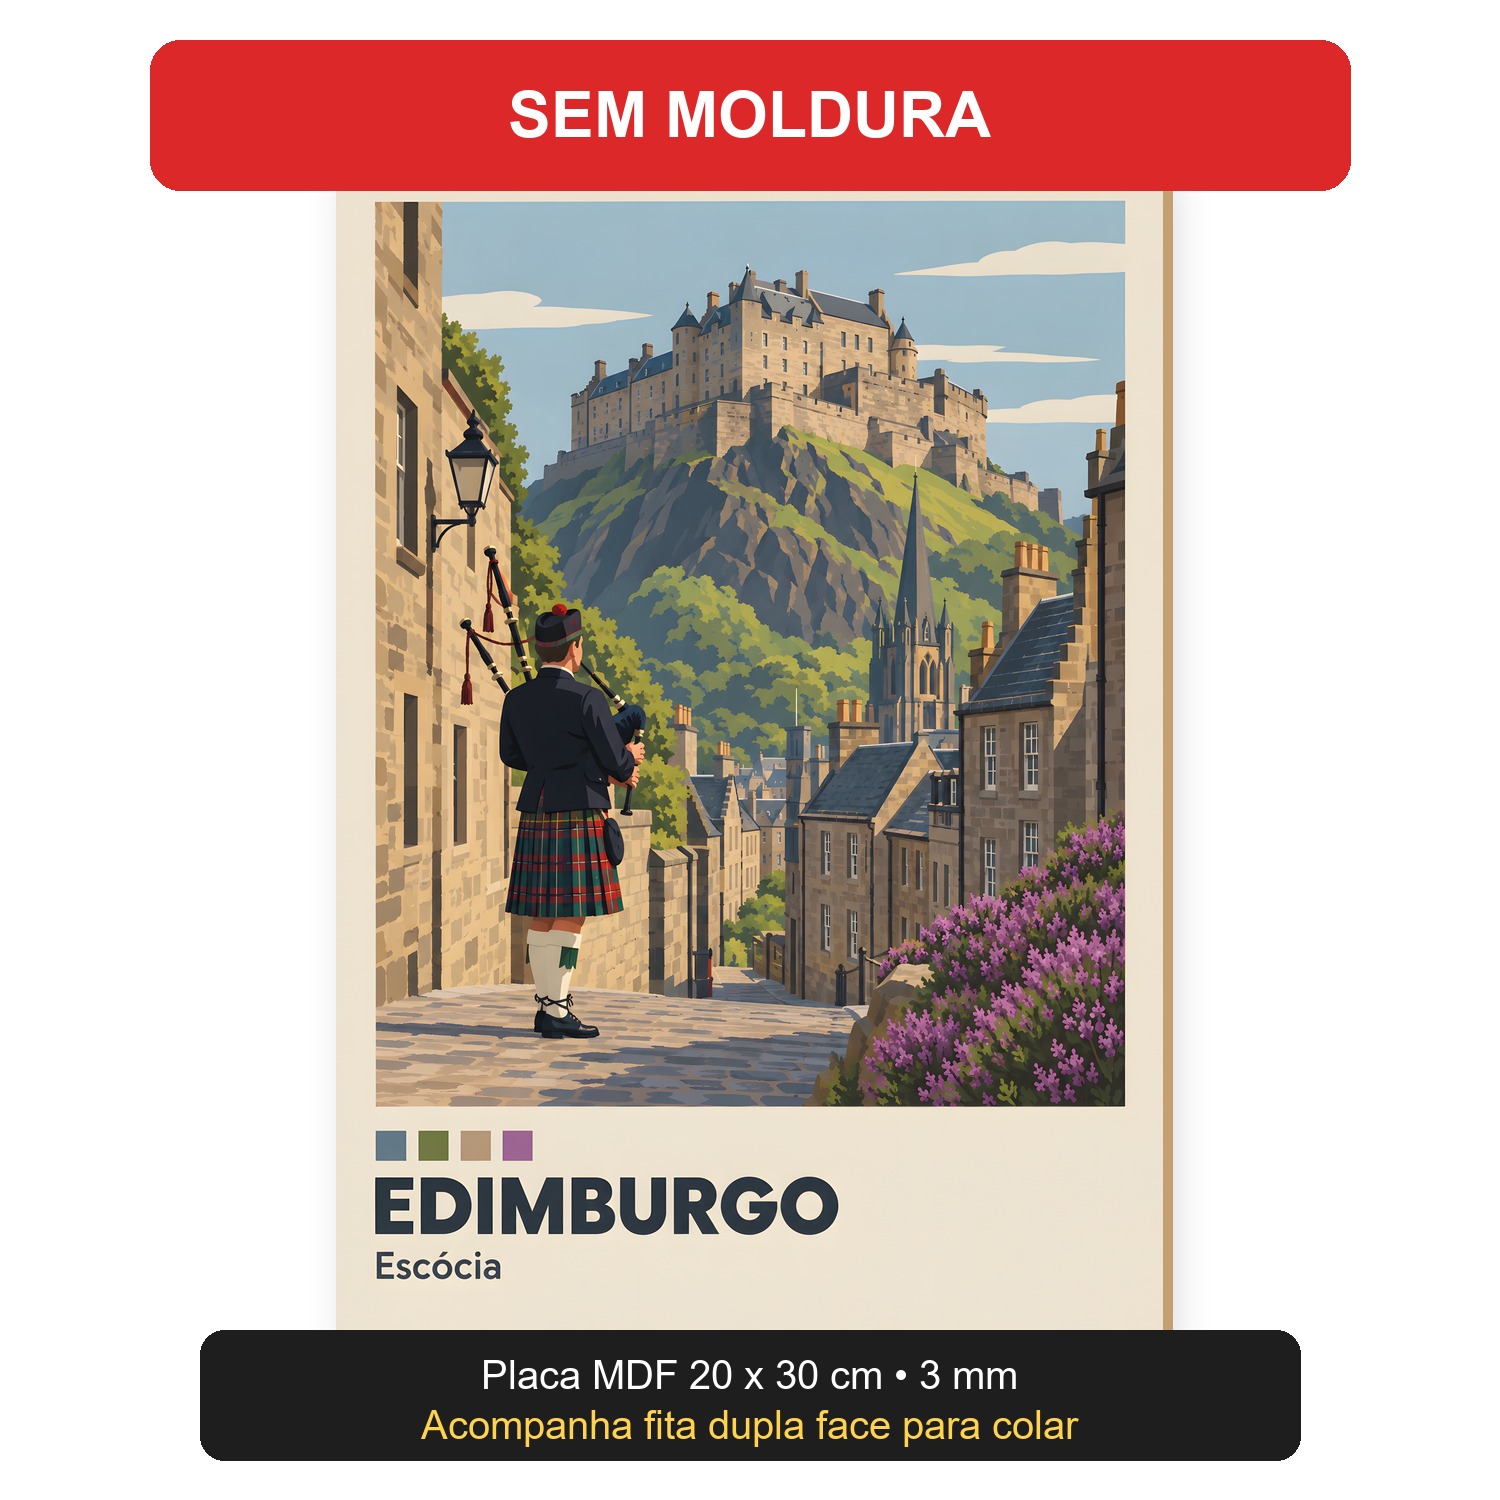 SEM MOLDURA
EDIMBURGO
Escócia
Placa MDF 20 x 30 cm • 3 mm
Acompanha fita dupla face para colar